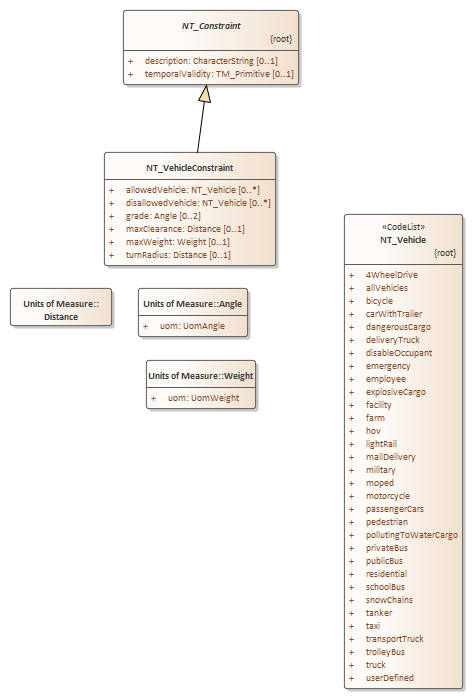 NT_Constraint
{root}
+ description: CharacterString [0..1]
+ temporalValidity: TM_Primitive [0..1]
NT_VehicleConstraint
+ allowedVehicle: NT_Vehicle [0..*]
+ disallowedVehicle: NT_Vehicle [0..*]
+ grade: Angle [0..2]
+ maxClearance: Distance [0..1]
+ maxWeight: Weight [0..1]
+ turnRadius: Distance [0..1]
Units of Measure::
Distance
Units of Measure::Angle
+ uom: UomAngle
Units of Measure::Weight
+ uom: UomWeight
«CodeList»
NT_Vehicle
{root}
+ 4WheelDrive
+ allVehicles
+ bicycle
+ carWithTrailer
+ dangerousCargo
+ deliveryTruck
+ disableOccupant
+ emergency
+ employee
+ explosiveCargo
+ facility
+ farm
+ hov
+ lightRail
+ mailDelivery
+ military
+ moped
+ motorcycle
+ passengerCars
+ pedestrian
+ pollutingToWaterCargo
+ privateBus
+ publicBus
+ residential
+ schoolBus
+ snowChains
+ tanker
+ taxi
+ transportTruck
+ trolleyBus
+ truck
+ userDefined